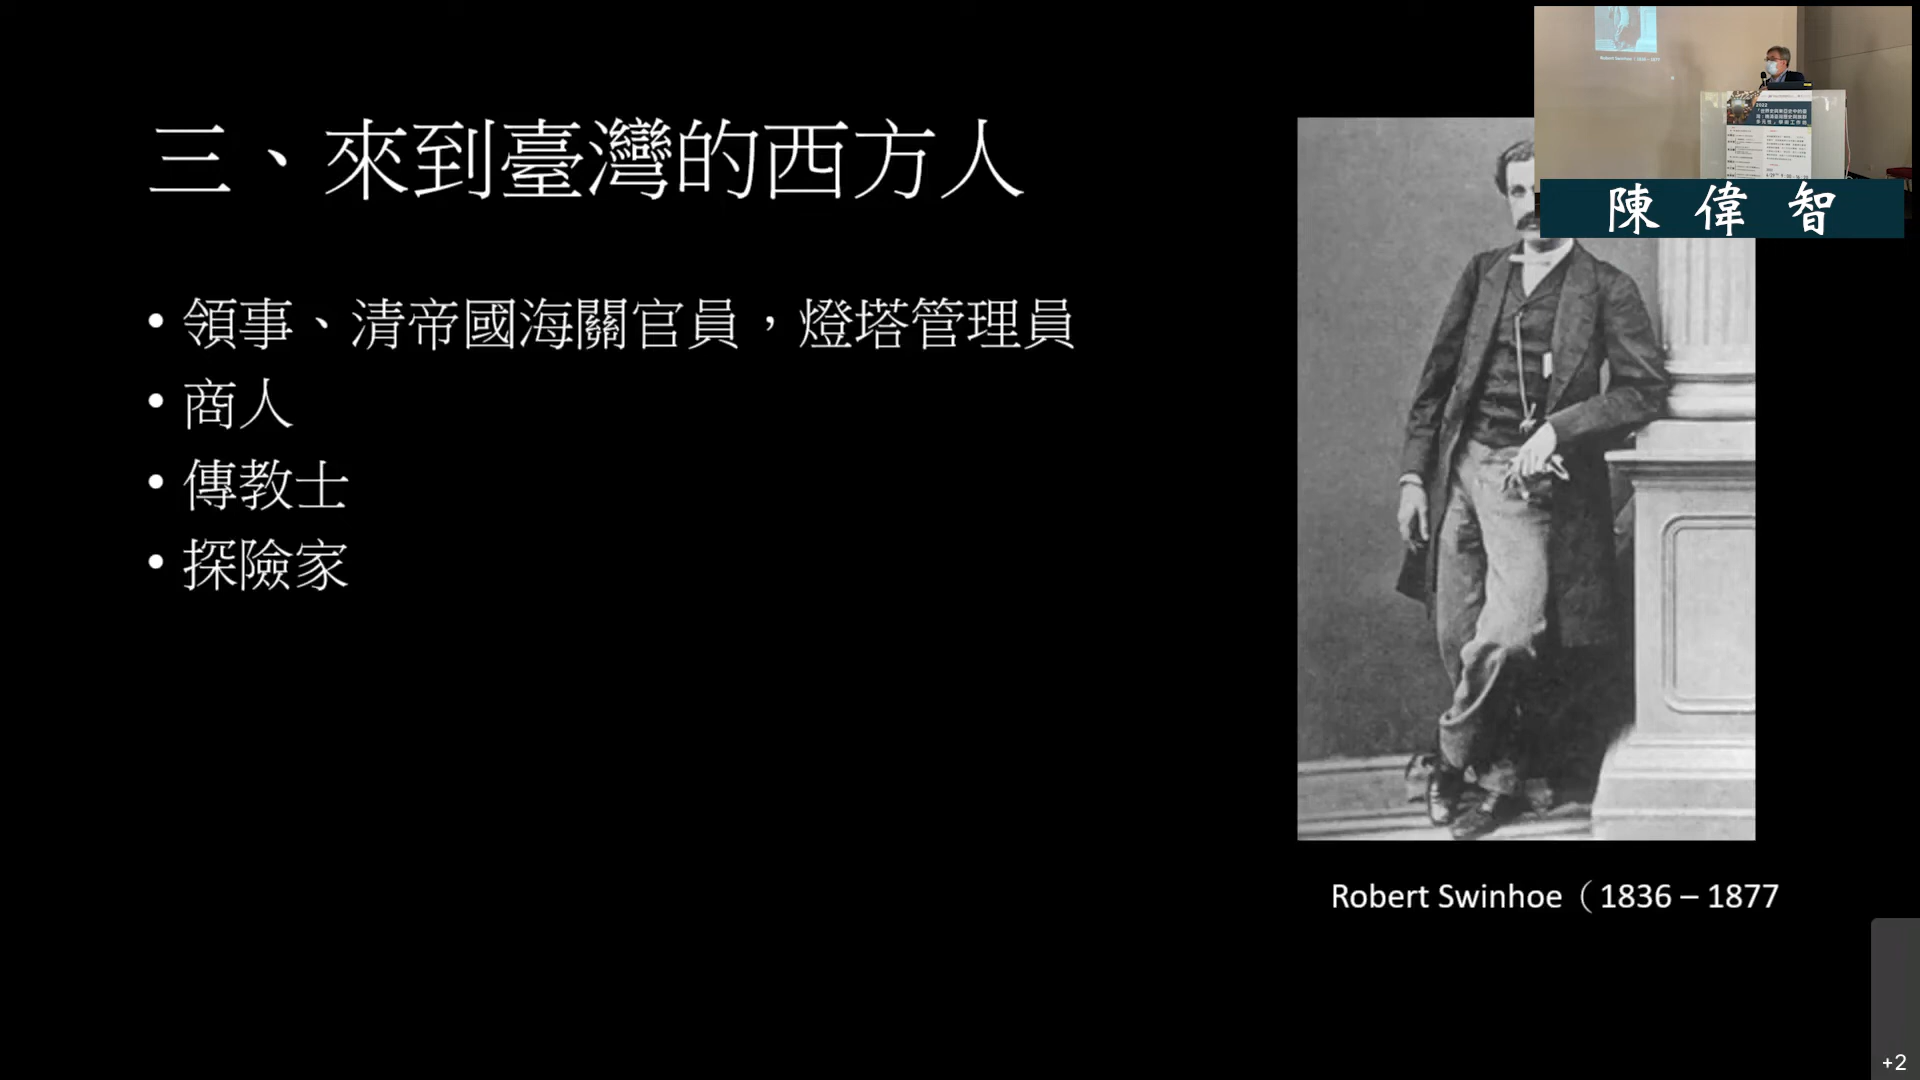 三、來到臺灣的西方人
• 領事、清帝國海關官員，燈塔管理員
• 商人
• 傳教士
• 探險家
Robert Swinhoe（1836 – 1877
陳偉智
2022
+2